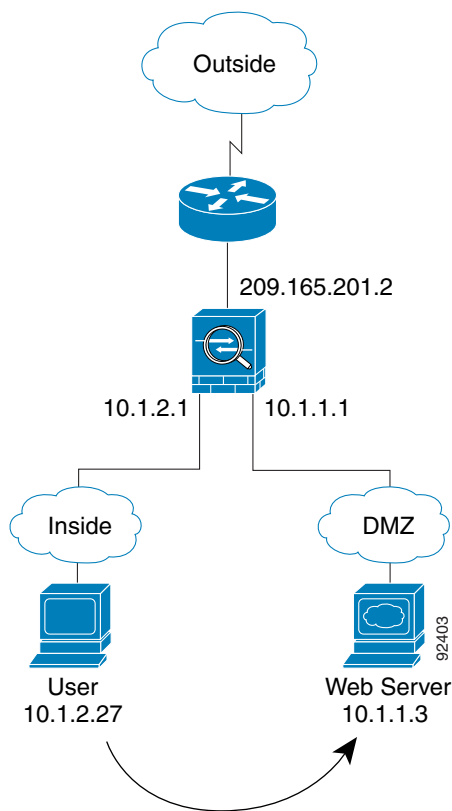 Outside
209.165.201.2
10.1.2.1
10.1.1.1
Inside
DMZ
92403
User
10.1.2.27
Web Server
10.1.1.3